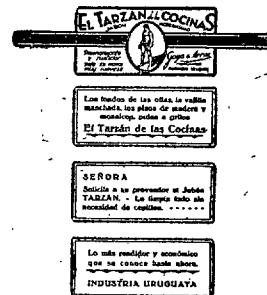 EL TARZAN DE LAS COCINAS
Los fondos de las ollas, la vajilla
manchada, los pisos de madera y
mosaicos, piden a gritos
El Tarzán de las Cocinas
SEÑORA
Solicite a su proveedor el Jabón
TARZAN. - Lo limpia todo sin
necesidad de cepillos. - - - - - -
Lo más rendidor y económico
que se conoce hasta ahora.
INDUSTRIA URUGUAYA